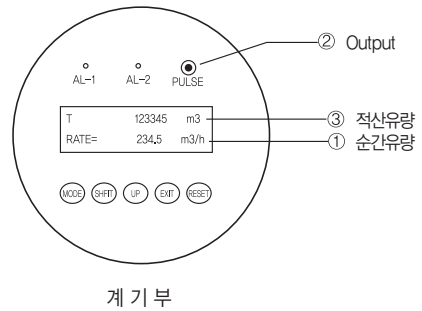 ② Output
AL-1 AL-2 PULSE
T 123345 m3
③ 적산유량
RATE= 234.5 m3/h
① 순간유량
MODE SHFIT UP EXIT RESET
계 기 부